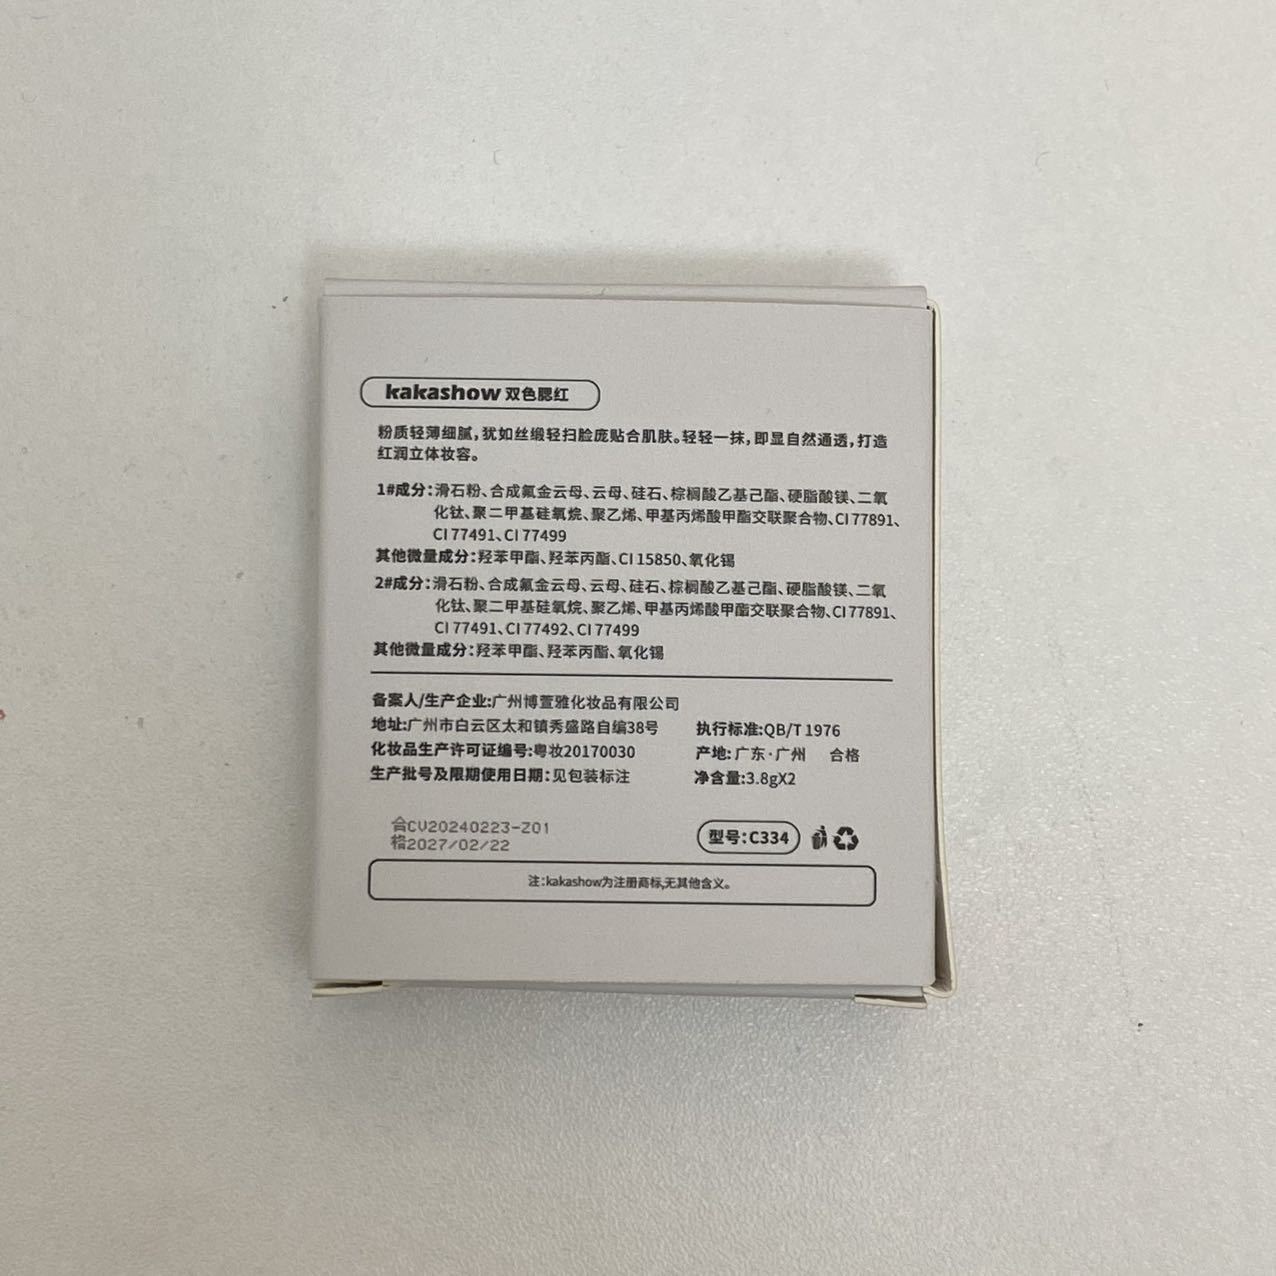 kakashow 双色腮红
粉质轻薄细腻,犹如丝缎轻扫脸庞贴合肌肤。轻轻一抹,即显自然通透,打造
红润立体妆容。
1#成分:滑石粉、合成氟金云母、云母、硅石、棕榈酸乙基己酯、硬脂酸镁、二氧
化钛、聚二甲基硅氧烷、聚乙烯、甲基丙烯酸甲酯交联聚合物、CI 77891、
CI 77491、CI 77499
其他微量成分:羟苯甲酯、羟苯丙酯、CI 15850、氧化锡
2#成分:滑石粉、合成氟金云母、云母、硅石、棕榈酸乙基己酯、硬脂酸镁、二氧
化钛、聚二甲基硅氧烷、聚乙烯、甲基丙烯酸甲酯交联聚合物、CI 77891、
CI 77491、CI 77492、CI 77499
其他微量成分:羟苯甲酯、羟苯丙酯、氧化锡
备案人/生产企业:广州博萱雅化妆品有限公司
地址:广州市白云区太和镇秀盛路自编38号 执行标准:QB/T 1976
化妆品生产许可证编号:粤妆20170030 产地: 广东·广州 合格
生产批号及限期使用日期: 见包装标注 净含量:3.8gX2
合CV20240223-Z01
格2027/02/22
型号:C334
注:kakashow为注册商标,无其他含义。